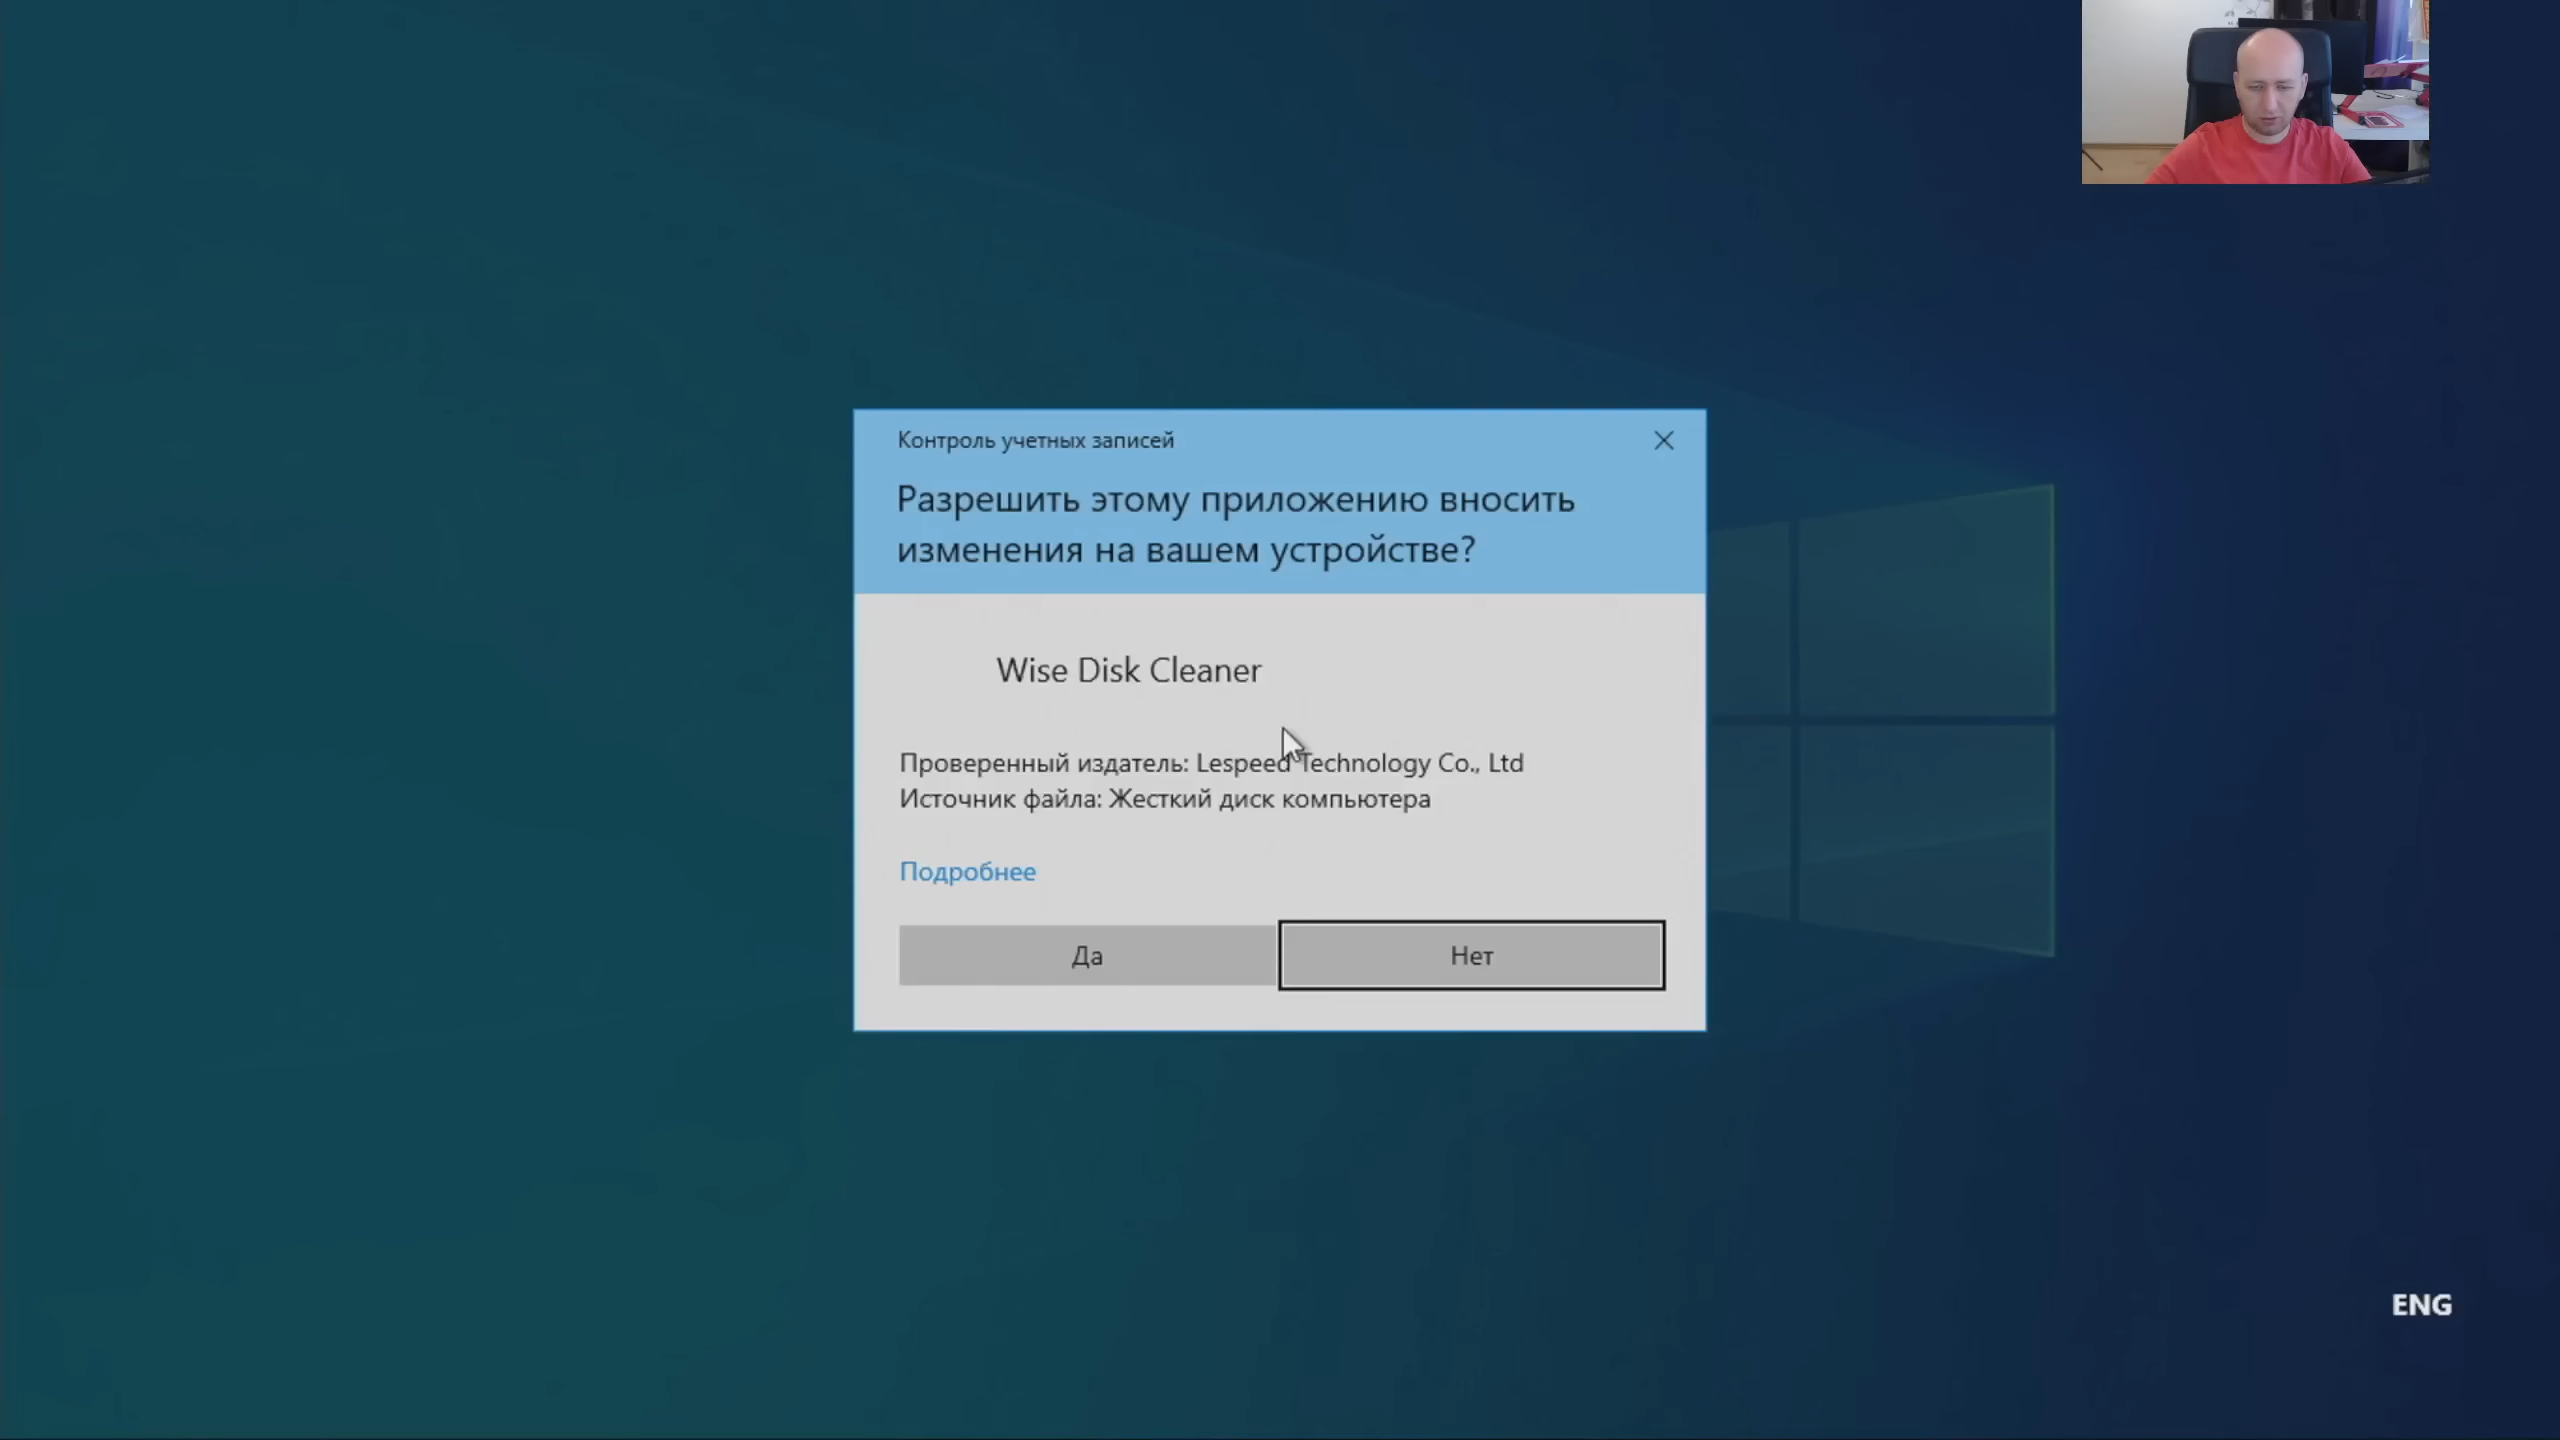 Контроль учетных записей
Разрешить этому приложению вносить
изменения на вашем устройстве?
Wise Disk Cleaner
Проверенный издатель: Lespeed Technology Co., Ltd
Источник файла: Жесткий диск компьютера
Подробнее
Да
Нет
ENG